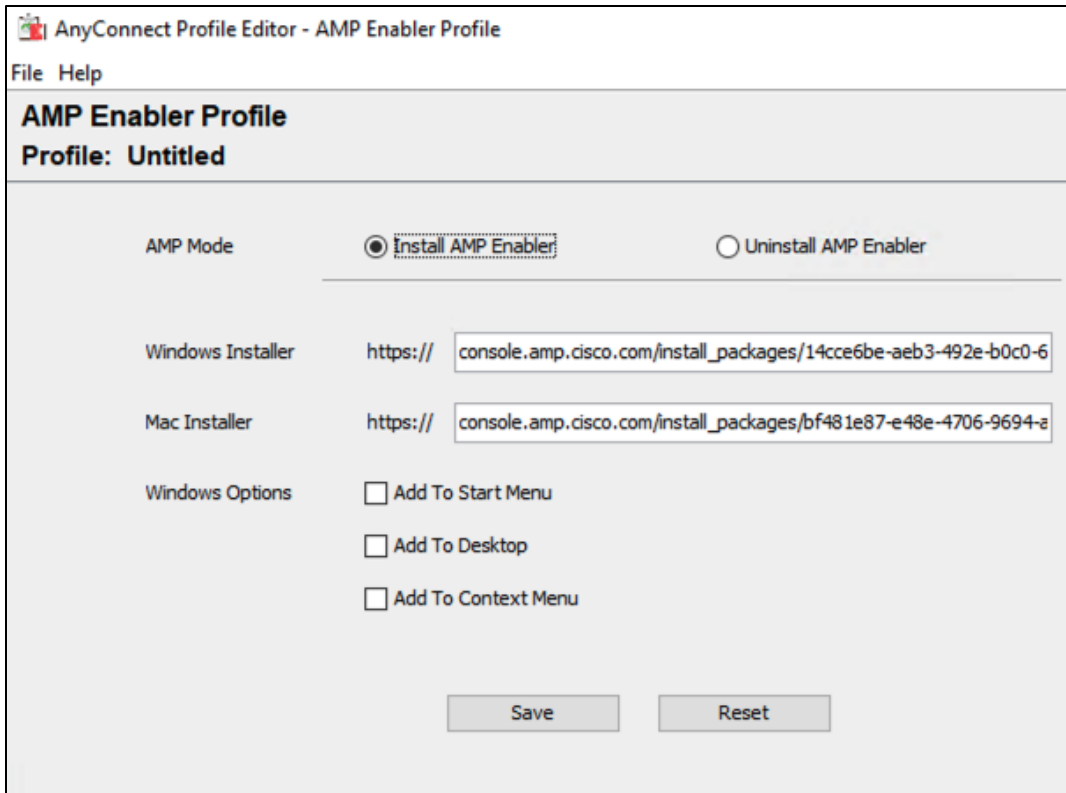 AnyConnect Profile Editor - AMP Enabler Profile
File Help
AMP Enabler Profile
Profile: Untitled
AMP Mode Install AMP Enabler Uninstall AMP Enabler
Windows Installer https:// console.amp.cisco.com/install_packages/14cce6be-aeb3-492e-b0c0-6
Mac Installer https:// console.amp.cisco.com/install_packages/bf481e87-e48e-4706-9694-a
Windows Options Add To Start Menu
Add To Desktop
Add To Context Menu
Save Reset